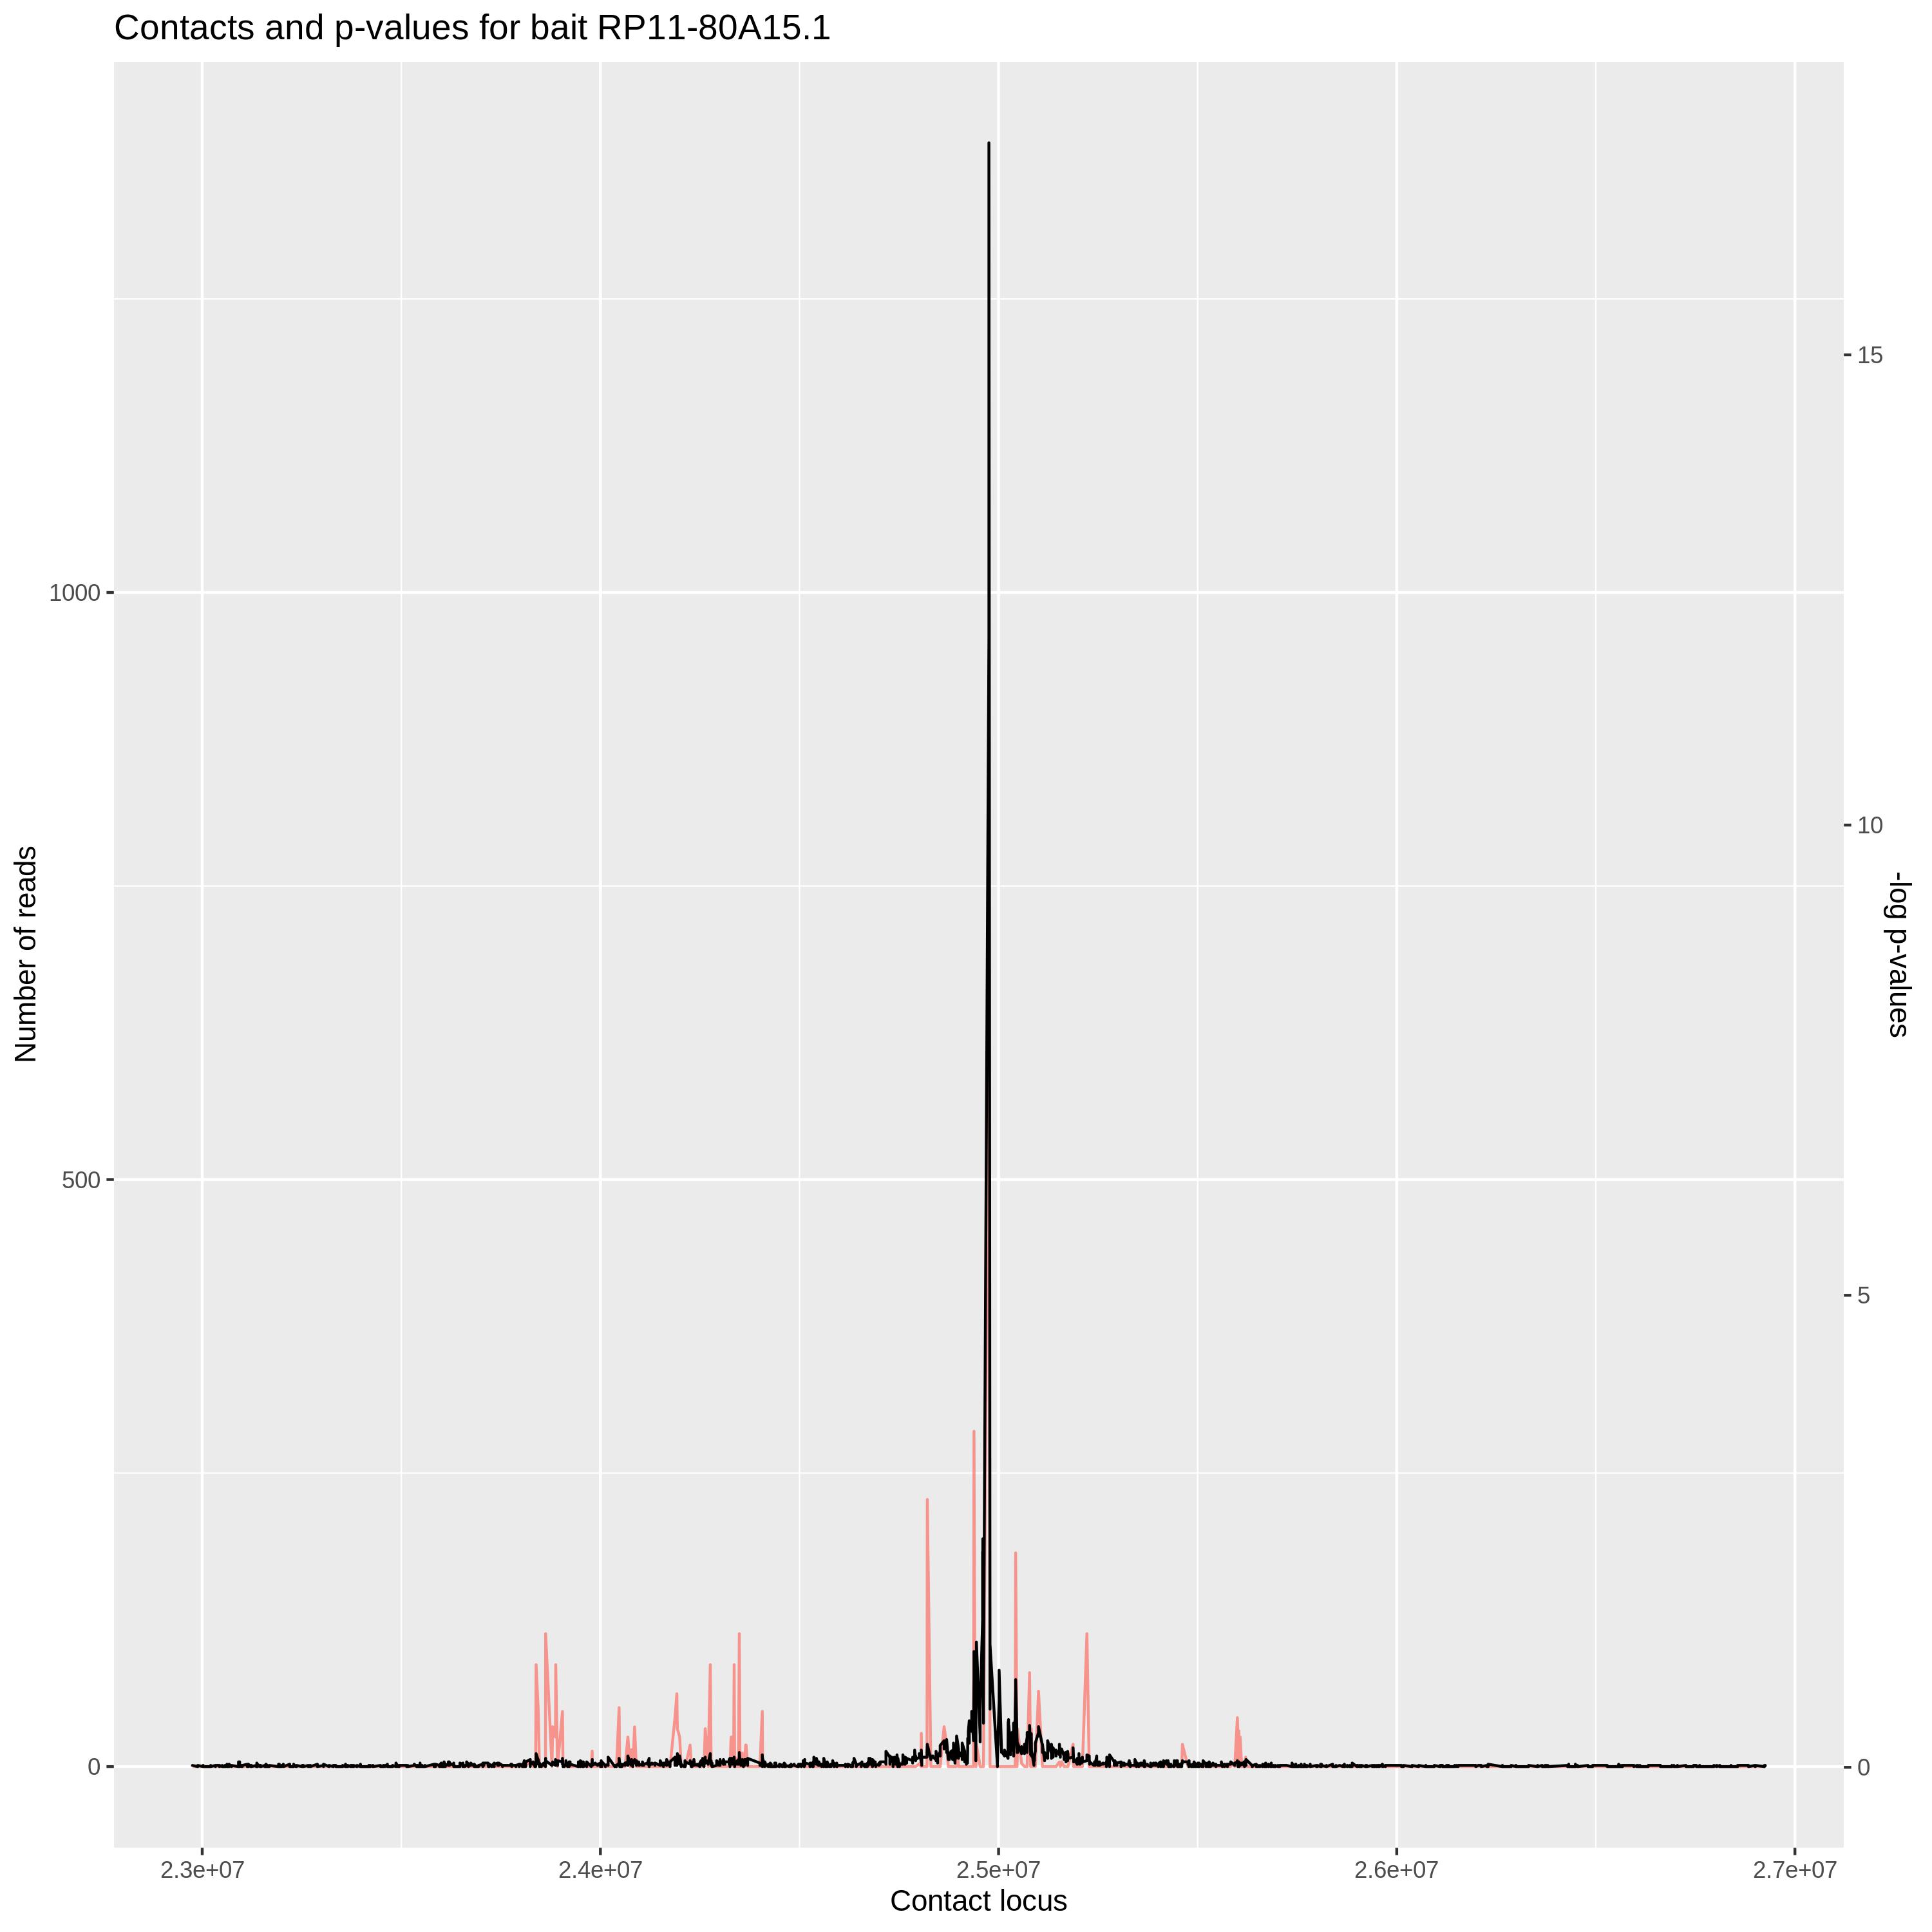 Contacts and p-values for bait RP11-80A15.1
1000
500
0
Number of reads
15
10
5
0
-log p-values
2.3e+07
2.4e+07
2.5e+07
2.6e+07
2.7e+07
Contact locus